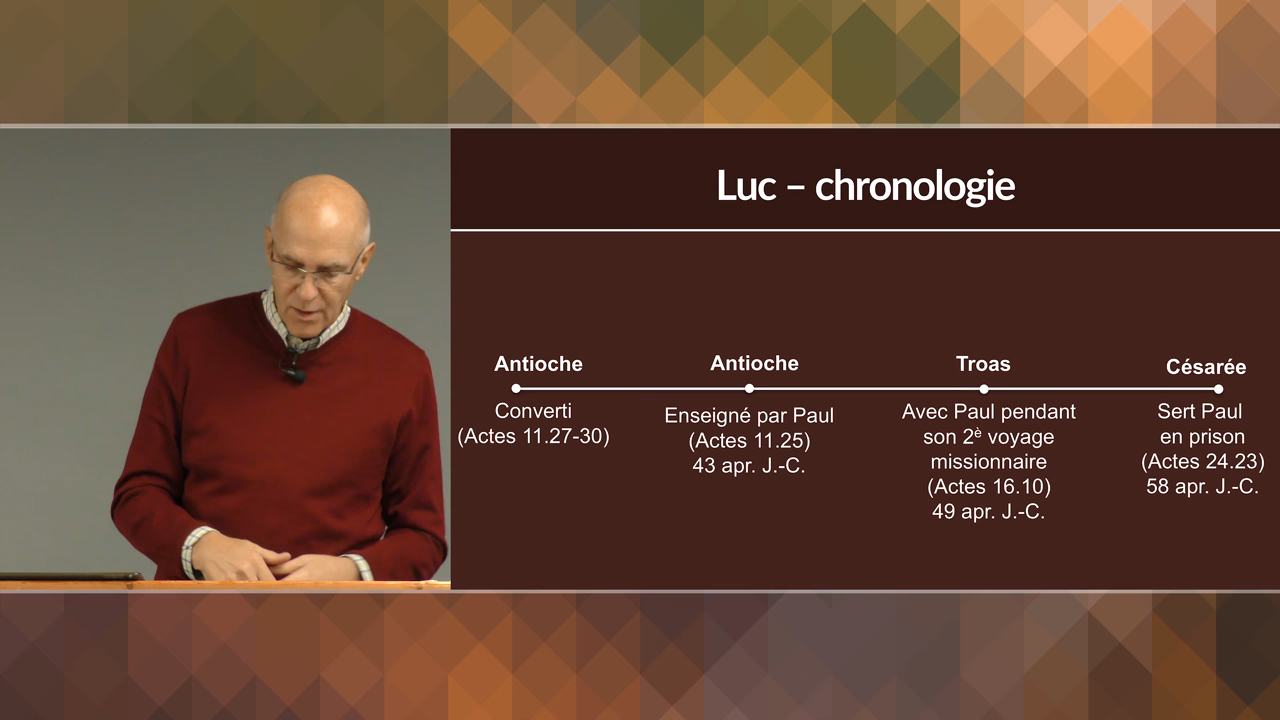 Luc – chronologie
Antioche
Converti
(Actes 11.27-30)
Antioche
Enseigné par Paul
(Actes 11.25)
43 apr. J.-C.
Troas
Avec Paul pendant
son 2è voyage
missionnaire
(Actes 16.10)
49 apr. J.-C.
Césarée
Sert Paul
en prison
(Actes 24.23)
58 apr. J.-C.